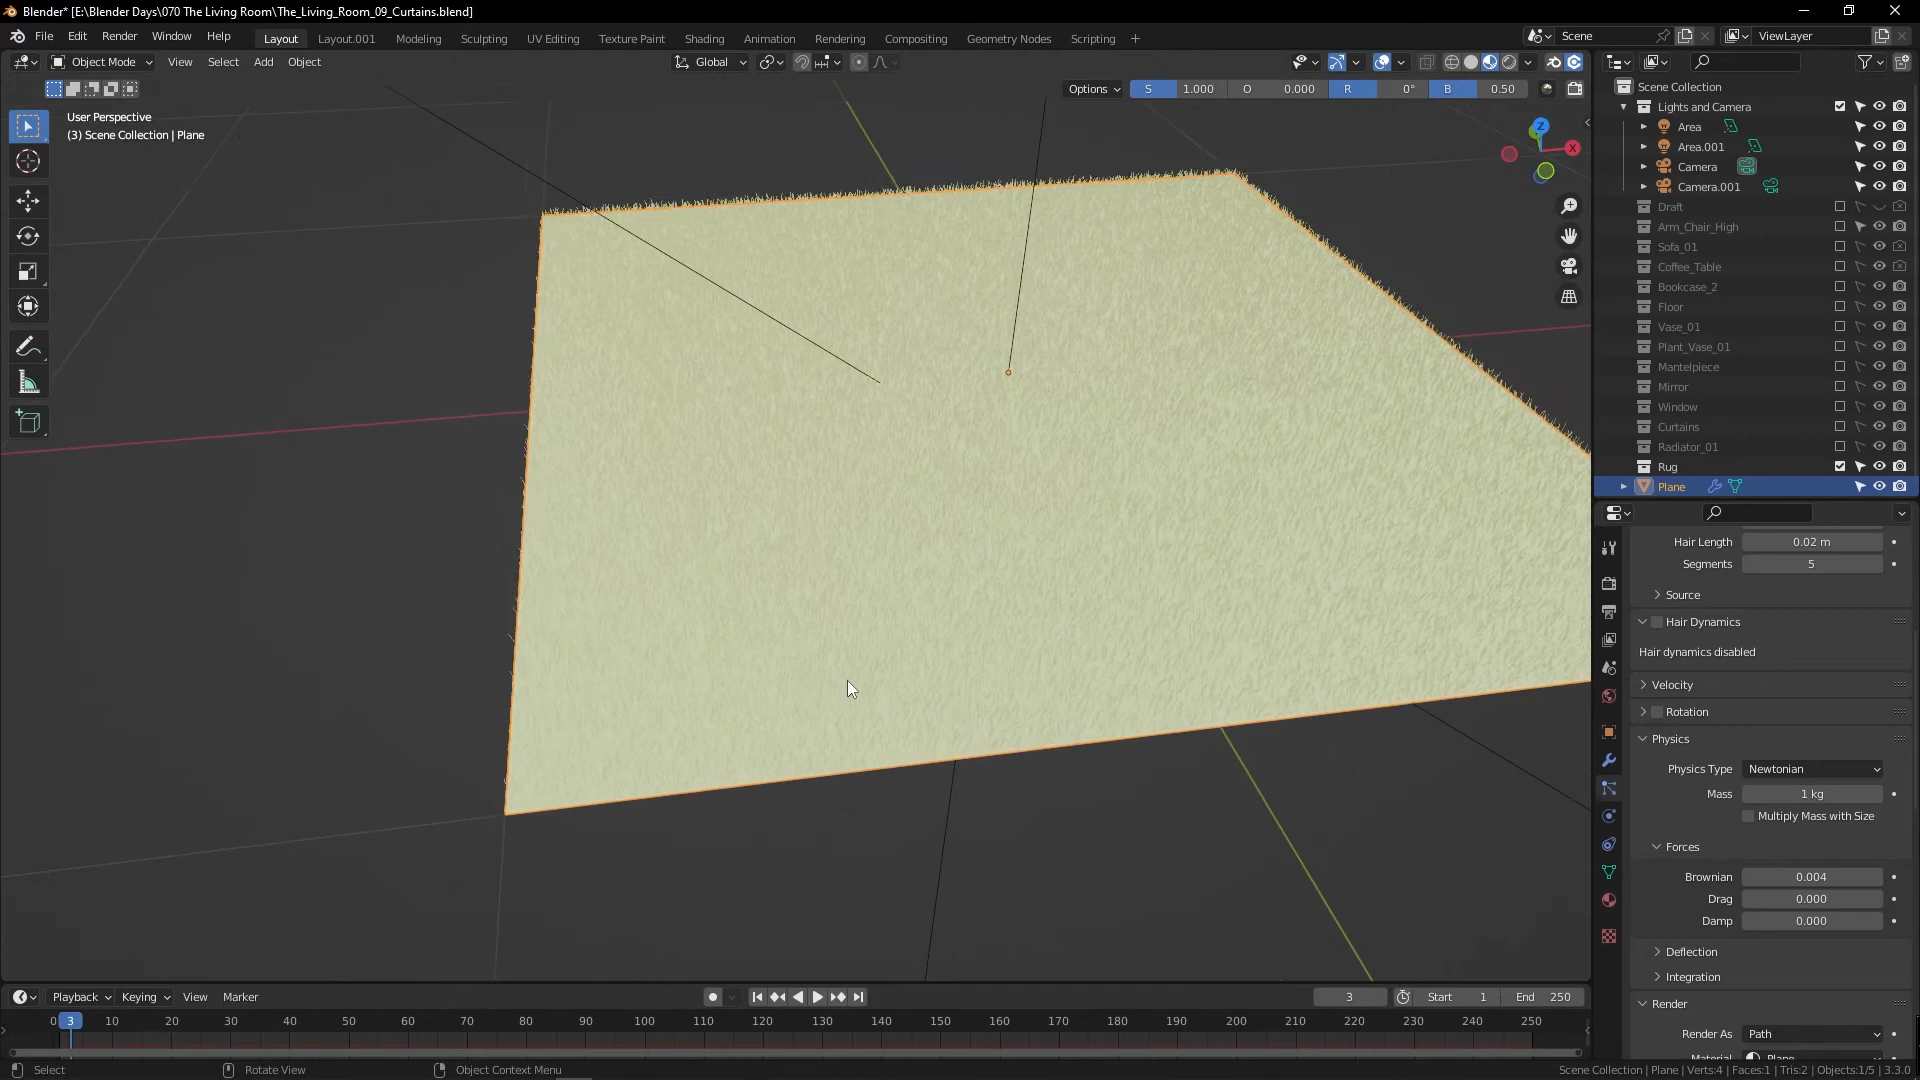 Blender* [E:\Blender Days\070 The Living Room\The_Living_Room_09_Curtains.blend]
File Edit Render Window Help
Layout Layout.001 Modeling Sculpting UV Editing Texture Paint Shading Animation Rendering Compositing Geometry Nodes Scripting +
Scene
ViewLayer
Object Mode View Select Add Object
Global
Options S 1.000 O 0.000 R 0° B 0.50
User Perspective
(3) Scene Collection | Plane
Z
X
Scene Collection
Lights and Camera
Area
Area.001
Camera
Camera.001
Draft
Arm_Chair_High
Sofa_01
Coffee_Table
Bookcase_2
Floor
Vase_01
Plant_Vase_01
Mantelpiece
Mirror
Window
Curtains
Radiator_01
Rug
Plane
Hair Length 0.02 m
Segments 5
Source
Hair Dynamics
Hair dynamics disabled
Velocity
Rotation
Physics
Physics Type Newtonian
Mass 1 kg
Multiply Mass with Size
Forces
Brownian 0.004
Drag 0.000
Damp 0.000
Deflection
Integration
Render
Render As Path
Material Plane
Playback Keying View Marker
3 Start 1 End 250
0 3 10 20 30 40 50 60 70 80 90 100 110 120 130 140 150 160 170 180 190 200 210 220 230 240 250
Select Rotate View Object Context Menu
Scene Collection | Plane | Verts:4 | Faces:1 | Tris:2 | Objects:1/5 | 3.3.0